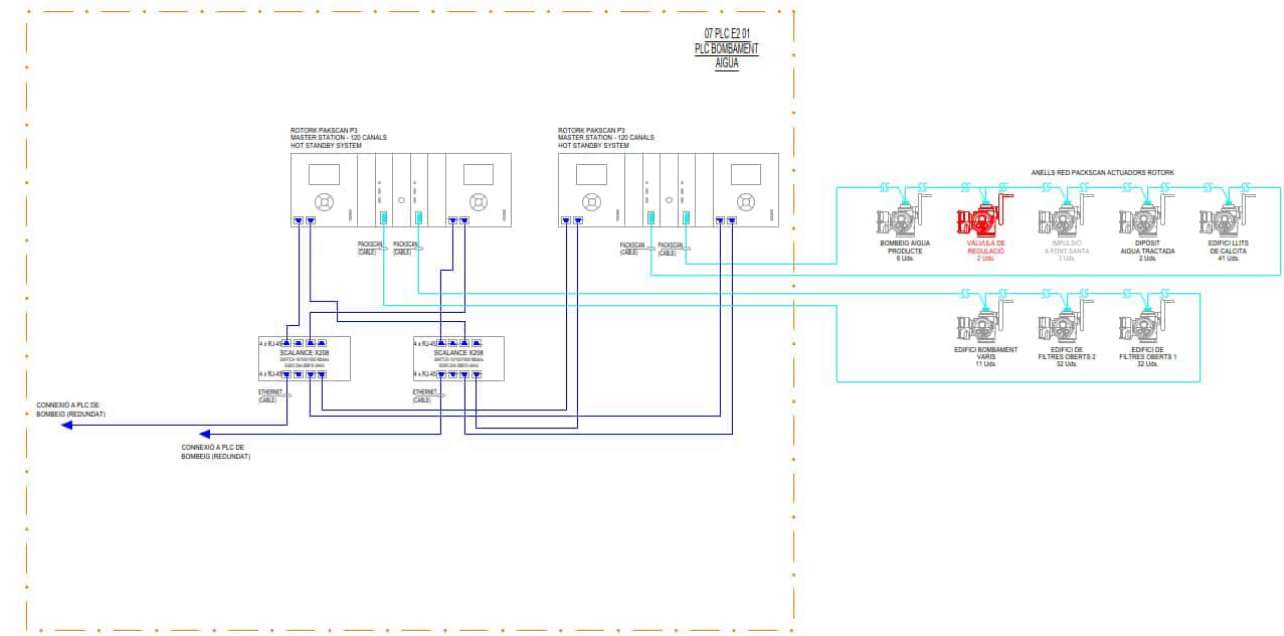 07 PLC E2 01
PLC BOMBAMENT
AIGUA
ROTORK PAKSCAN P3
MASTER STATION - 120 CANALS
HOT STANDBY SYSTEM
ROTORK PAKSCAN P3
MASTER STATION - 120 CANALS
HOT STANDBY SYSTEM
ANELLS RED PACKSCAN ACTUADORS ROTORK
PACKSCAN
(CABLE)
PACKSCAN
(CABLE)
PACKSCAN
(CABLE)
PACKSCAN
(CABLE)
BOMBEIG AIGUA
PRODUCTE
6 Uds.
VÀLVULA DE
REGULACIÓ
2 Uds.
IMPULSIÓ
A FONT SANTA
3 Uds.
DIPÒSIT
AIGUA TRACTADA
2 Uds.
EDIFICI LLITS
DE CALCITA
41 Uds.
EDIFICI BOMBAMENT
VARIS
11 Uds.
EDIFICI DE
FILTRES OBERTS 2
32 Uds.
EDIFICI DE
FILTRES OBERTS 1
32 Uds.
4 x RJ-45
SCALANCE X208
4 x RJ-45
ETHERNET
(CABLE)
4 x RJ-45
SCALANCE X208
4 x RJ-45
ETHERNET
(CABLE)
CONNEXIÓ A PLC DE
BOMBEIG (REDUNDAT)
CONNEXIÓ A PLC DE
BOMBEIG (REDUNDAT)